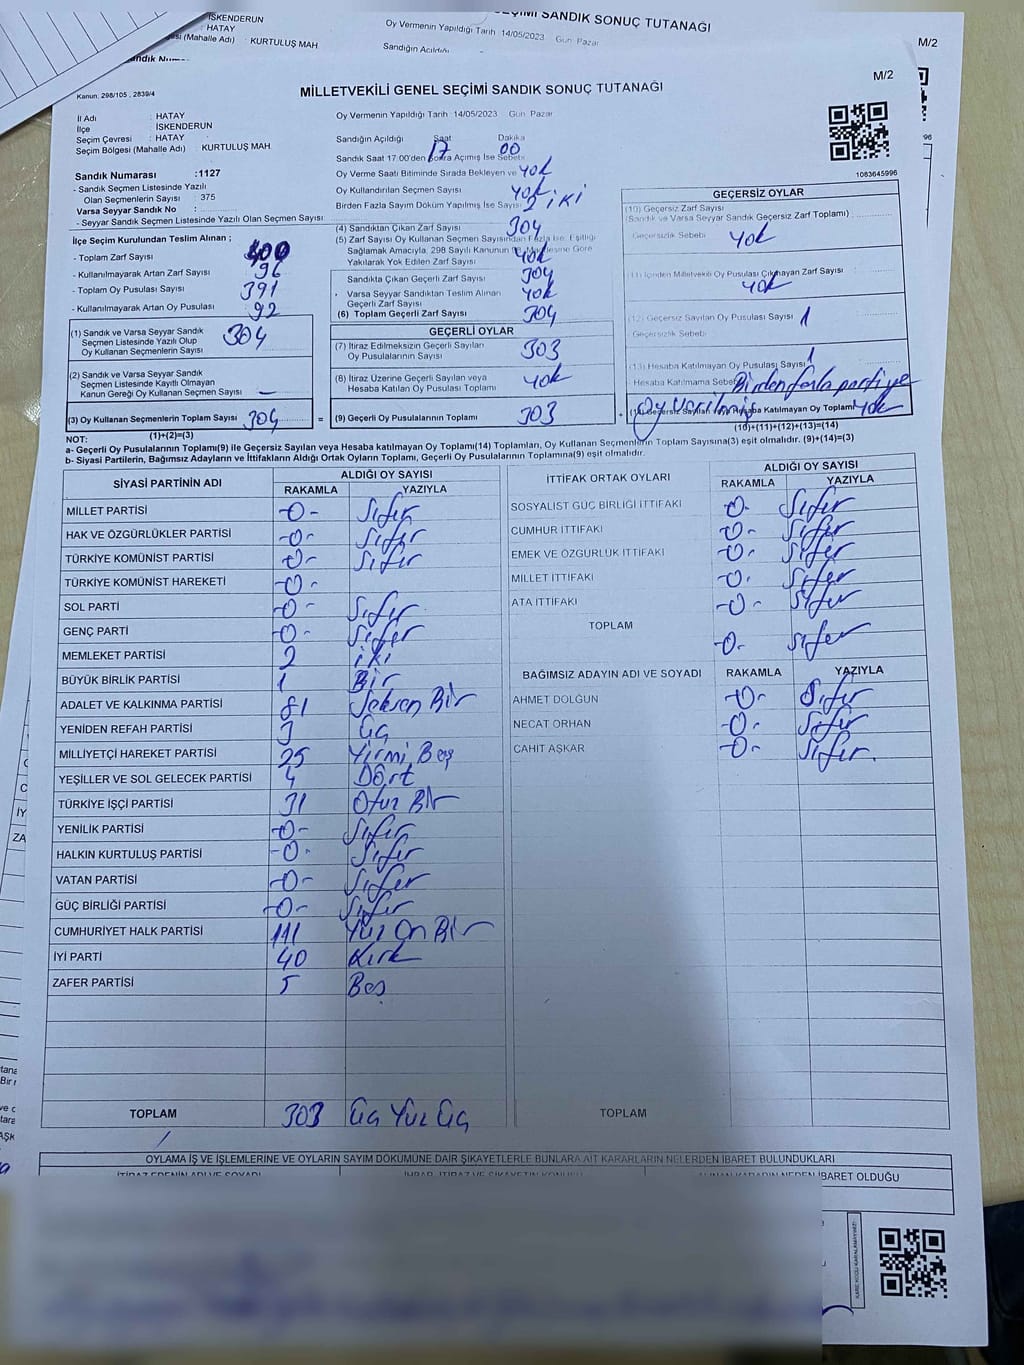 İSKENDERUN
HATAY
(Mahalle Adı) KURTULUŞ MAH
SEÇİMİ SANDIK SONUÇ TUTANAĞI
Oy Vermenin Yapıldığı Tarih 14/05/2023 Gün Pazar
Sandığın Açıldığı
M/2
M/2
Kanun. 298/105 , 2839/4
MİLLETVEKİLİ GENEL SEÇİMİ SANDIK SONUÇ TUTANAĞI
İl Adı : HATAY
İlçe : İSKENDERUN
Seçim Çevresi : HATAY
Seçim Bölgesi (Mahalle Adı) KURTULUŞ MAH
Sandık Numarası :1127
- Sandık Seçmen Listesinde Yazılı
Olan Seçmenlerin Sayısı 375
Varsa Seyyar Sandık No :
- Seyyar Sandık Seçmen Listesinde Yazılı Olan Seçmen Sayısı
Oy Vermenin Yapıldığı Tarih 14/05/2023 Gün Pazar
Sandığın Açıldığı Saat 17 Dakika 00
Sandık Saat 17.00'den Sonra Açımış İse Sebebi
Oy Verme Saati Bitiminde Sırada Bekleyen ve Yok
Oy Kullandırılan Seçmen Sayısı Yok
Birden Fazla Sayım Döküm Yapılmış İse Sayısı 2 iki
1083645996
İlçe Seçim Kurulundan Teslim Alınan ;
- Toplam Zarf Sayısı 400
- Kullanılmayarak Artan Zarf Sayısı 96
- Toplam Oy Pusulası Sayısı 391
- Kullanılmayarak Artan Oy Pusulası 92
(1) Sandık ve Varsa Seyyar Sandık
Seçmen Listesinde Yazılı Olup
Oy Kullanan Seçmenlerin Sayısı 304
(2) Sandık ve Varsa Seyyar Sandık
Seçmen Listesinde Kayıtlı Olmayan
Kanun Gereği Oy Kullanan Seçmen Sayısı —
(3) Oy Kullanan Seçmenlerin Toplam Sayısı 304 =
(1)+(2)=(3)
(4) Sandıktan Çıkan Zarf Sayısı 304
(5) Zarf Sayısı Oy Kullanan Seçmen Sayısından Fazla İse, Eşitliği
Sağlamak Amacıyla, 298 Sayılı Kanunun Maddesine Göre
Yakılarak Yok Edilen Zarf Sayısı Yok
Sandıkta Çıkan Geçerli Zarf Sayısı 304
Varsa Seyyar Sandıktan Teslim Alınan
Geçerli Zarf Sayısı Yok
(6) Toplam Geçerli Zarf Sayısı 304
GEÇERLİ OYLAR
(7) İtiraz Edilmeksizin Geçerli Sayılan
Oy Pusulalarının Sayısı 303
(8) İtiraz Üzerine Geçerli Sayılan veya
Hesaba Katılan Oy Pusulası Toplamı Yok
(9) Geçerli Oy Pusulalarının Toplamı 303 +
GEÇERSİZ OYLAR
(10) Geçersiz Zarf Sayısı
(Sandık ve Varsa Seyyar Sandık Geçersiz Zarf Toplamı)
Geçersizlik Sebebi Yok
(11) İçinden Milletvekili Oy Pusulası Çıkmayan Zarf Sayısı
Yok
(12) Geçersiz Sayılan Oy Pusulası Sayısı 1
Geçersizlik Sebebi
(13) Hesaba Katılmayan Oy Pusulası Sayısı 1
Hesaba Katmama Sebebi Birden fazla partiye
Oy verilmiş
(14) Geçersiz Sayılan veya Hesaba Katılmayan Oy Toplamı Yok
(10)+(11)+(12)+(13)=(14)
NOT:
a- Geçerli Oy Pusulalarının Toplamı(9) ile Geçersiz Sayılan veya Hesaba katılmayan Oy Toplamı(14) Toplamları, Oy Kullanan Seçmenlerin Toplam Sayısına(3) eşit olmalıdır. (9)+(14)=(3)
b- Siyasi Partilerin, Bağımsız Adayların ve İttifakların Aldığı Ortak Oyların Toplamı, Geçerli Oy Pusulalarının Toplamına(9) eşit olmalıdır.
SİYASİ PARTİNİN ADI ALDIĞI OY SAYISI
RAKAMLA YAZIYLA
MİLLET PARTİSİ -0- Sıfır
HAK VE ÖZGÜRLÜKLER PARTİSİ -0- Sıfır
TÜRKİYE KOMÜNİST PARTİSİ -0- Sıfır
TÜRKİYE KOMÜNİST HAREKETİ -0-
SOL PARTİ -0- Sıfır
GENÇ PARTİ -0- Sıfır
MEMLEKET PARTİSİ 2 iki
BÜYÜK BİRLİK PARTİSİ 1 Bir
ADALET VE KALKINMA PARTİSİ 81 Seksen Bir
YENİDEN REFAH PARTİSİ 3 Üç
MİLLİYETÇİ HAREKET PARTİSİ 25 Yirmi Beş
YEŞİLLER VE SOL GELECEK PARTİSİ 4 Dört
TÜRKİYE İŞÇİ PARTİSİ 31 Otuz Bir
YENİLİK PARTİSİ -0- Sıfır
HALKIN KURTULUŞ PARTİSİ -0- Sıfır
VATAN PARTİSİ -0- Sıfır
GÜÇ BİRLİĞİ PARTİSİ -0- Sıfır
CUMHURİYET HALK PARTİSİ 111 Yüz On Bir
İYİ PARTİ 40 Kırk
ZAFER PARTİSİ 5 Beş
TOPLAM 303 Üç Yüz Üç
İTTİFAK ORTAK OYLARI ALDIĞI OY SAYISI
RAKAMLA YAZIYLA
SOSYALİST GÜÇ BİRLİĞİ İTTİFAKI -0- Sıfır
CUMHUR İTTİFAKI -0- Sıfır
EMEK VE ÖZGÜRLÜK İTTİFAKI -0- Sıfır
MİLLET İTTİFAKI -0- Sıfır
ATA İTTİFAKI -0- Sıfır
TOPLAM -0- Sıfır
BAĞIMSIZ ADAYIN ADI VE SOYADI RAKAMLA YAZIYLA
AHMET DOLĞUN -0- Sıfır
NECAT ORHAN -0- Sıfır
CAHİT AŞKAR -0- Sıfır.
TOPLAM
OYLAMA İŞ VE İŞLEMLERİNE VE OYLARIN SAYIM DÖKÜMÜNE DAİR ŞİKAYETLERLE BUNLARA AİT KARARLARIN NELERDEN İBARET BULUNDUKLARI
İTİRAZ EDENİN ADI VE SOYADI İHBAR, İTİRAZ VE ŞİKAYETİN KONUSU ALINAN KARARIN NEDEN İBARET OLDUĞU